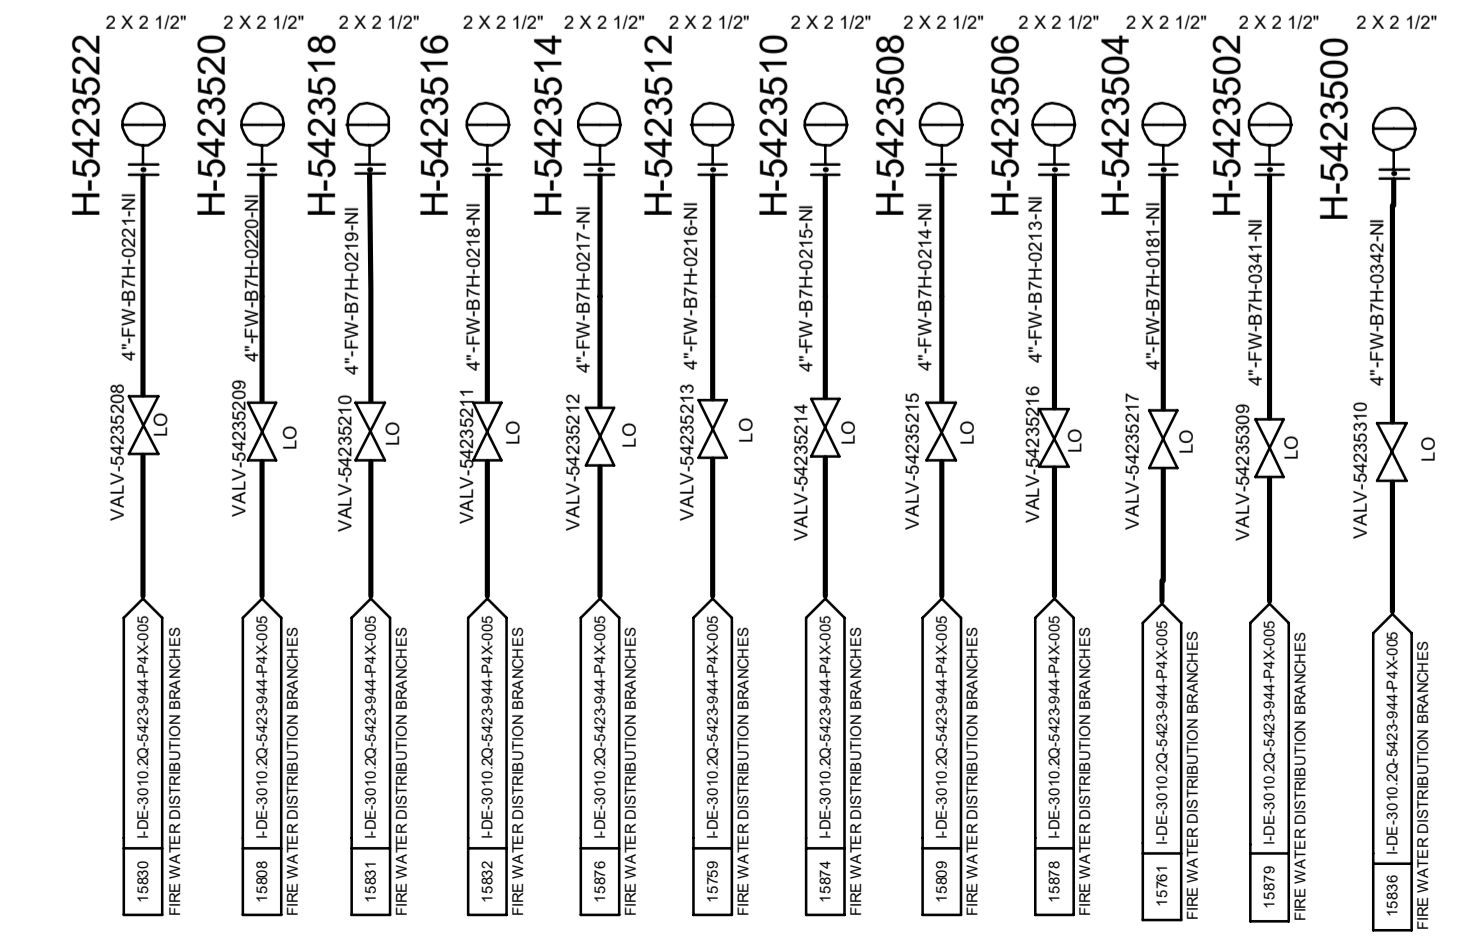 2 X 2 1/2"
H-5423522
4"-FW-B7H-0221-NI
VALV-54235208
LO
15830 I-DE-3010.2Q-5423-944-P4X-005
FIRE WATER DISTRIBUTION BRANCHES
2 X 2 1/2"
H-5423520
4"-FW-B7H-0220-NI
VALV-54235209
LO
15808 I-DE-3010.2Q-5423-944-P4X-005
FIRE WATER DISTRIBUTION BRANCHES
2 X 2 1/2"
H-5423518
4"-FW-B7H-0219-NI
VALV-54235210
LO
15831 I-DE-3010.2Q-5423-944-P4X-005
FIRE WATER DISTRIBUTION BRANCHES
2 X 2 1/2"
H-5423516
4"-FW-B7H-0218-NI
VALV-54235211
LO
15832 I-DE-3010.2Q-5423-944-P4X-005
FIRE WATER DISTRIBUTION BRANCHES
2 X 2 1/2"
H-5423514
4"-FW-B7H-0217-NI
VALV-54235212
LO
15876 I-DE-3010.2Q-5423-944-P4X-005
FIRE WATER DISTRIBUTION BRANCHES
2 X 2 1/2"
H-5423512
4"-FW-B7H-0216-NI
VALV-54235213
LO
15759 I-DE-3010.2Q-5423-944-P4X-005
FIRE WATER DISTRIBUTION BRANCHES
2 X 2 1/2"
H-5423510
4"-FW-B7H-0215-NI
VALV-54235214
LO
15874 I-DE-3010.2Q-5423-944-P4X-005
FIRE WATER DISTRIBUTION BRANCHES
2 X 2 1/2"
H-5423508
4"-FW-B7H-0214-NI
VALV-54235215
LO
15809 I-DE-3010.2Q-5423-944-P4X-005
FIRE WATER DISTRIBUTION BRANCHES
2 X 2 1/2"
H-5423506
4"-FW-B7H-0213-NI
VALV-54235216
LO
15878 I-DE-3010.2Q-5423-944-P4X-005
FIRE WATER DISTRIBUTION BRANCHES
2 X 2 1/2"
H-5423504
4"-FW-B7H-0181-NI
VALV-54235217
LO
15761 I-DE-3010.2Q-5423-944-P4X-005
FIRE WATER DISTRIBUTION BRANCHES
2 X 2 1/2"
H-5423502
4"-FW-B7H-0341-NI
VALV-54235309
LO
15879 I-DE-3010.2Q-5423-944-P4X-005
FIRE WATER DISTRIBUTION BRANCHES
2 X 2 1/2"
H-5423500
4"-FW-B7H-0342-NI
VALV-54235310
LO
15836 I-DE-3010.2Q-5423-944-P4X-005
FIRE WATER DISTRIBUTION BRANCHES